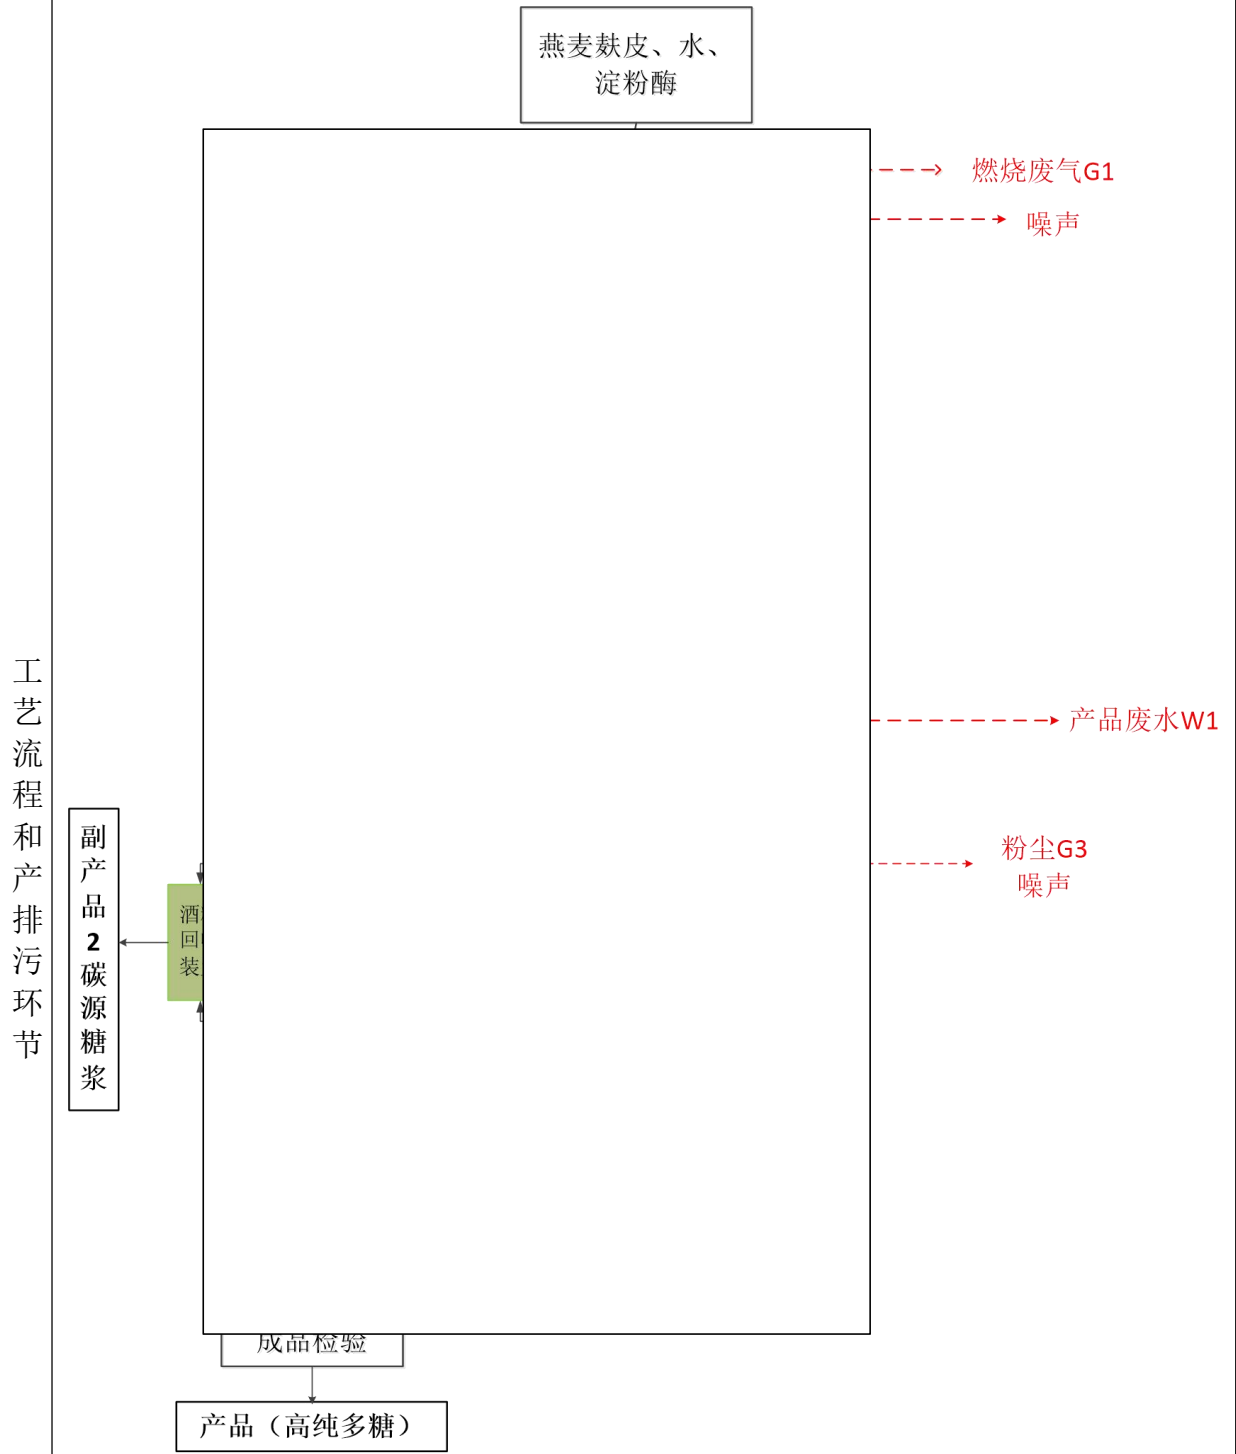 燕麦麸皮、水、
淀粉酶
燃烧废气G1
噪声
产品废水W1
粉尘G3
噪声
工艺流程和产排污环节
副产品2碳源糖浆
酒
回
装
成品检验
产品（高纯多糖）